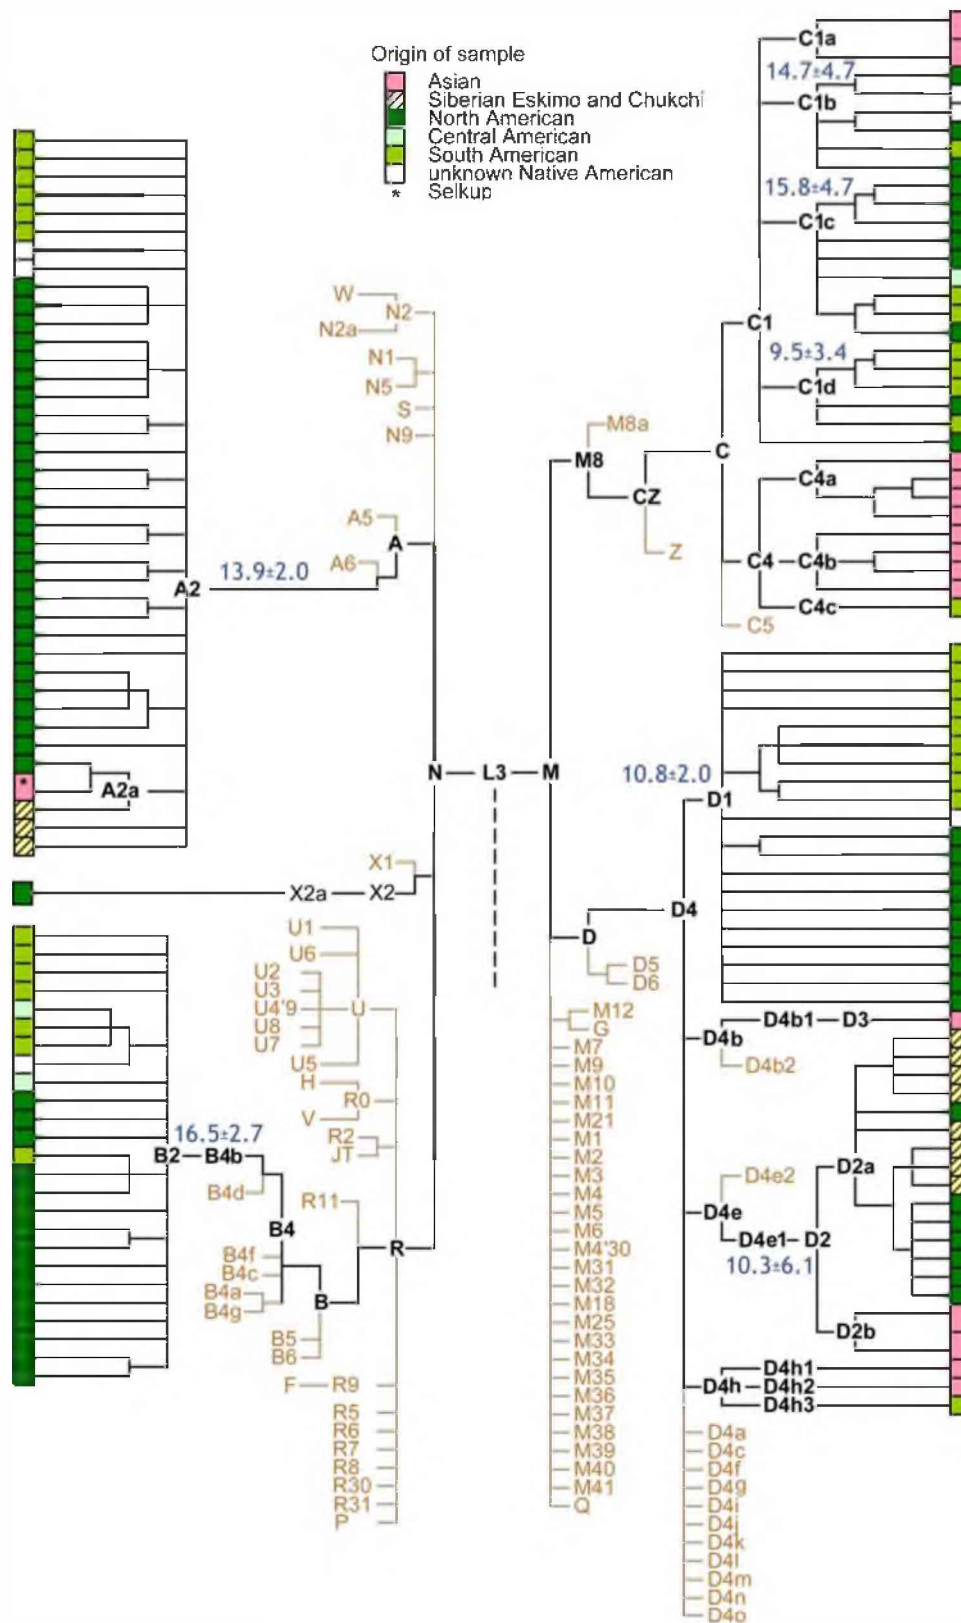 Origin of sample
Asian
Siberian Eskimo and Chukchi
North American
Central American
South American
unknown Native American
* Selkup
W
N2
N2a
N1
N5
S
N9
A5
A
A6
13.9±2.0
A2
*
A2a
N
L3
M
X1
X2a
X2
U1
U6
U2
U3
U4'9
U
U8
U7
U5
H
R0
V
16.5±2.7
R2
JT
B2
B4b
B4d
R11
B4
B4f
B4c
B4a
B4g
R
B
B5
B6
F
R9
R5
R6
R7
R8
R30
R31
P
C1a
14.7±4.7
C1b
15.8±4.7
C1c
C1
9.5±3.4
C1d
M8a
M8
C
CZ
Z
C4a
C4
C4b
C4c
C5
10.8±2.0
D1
D4
D
D5
D6
M12
G
M7
M9
M10
M11
M21
M1
M2
M3
M4
M5
M6
M4'30
M31
M32
M18
M25
M33
M34
M35
M36
M37
M38
M39
M40
M41
Q
D4b1
D3
D4b
D4b2
D2a
D4e2
D4e
D4e1
D2
10.3±6.1
D2b
D4h1
D4h
D4h2
D4h3
D4a
D4c
D4f
D4g
D4i
D4j
D4k
D4l
D4m
D4n
D4o